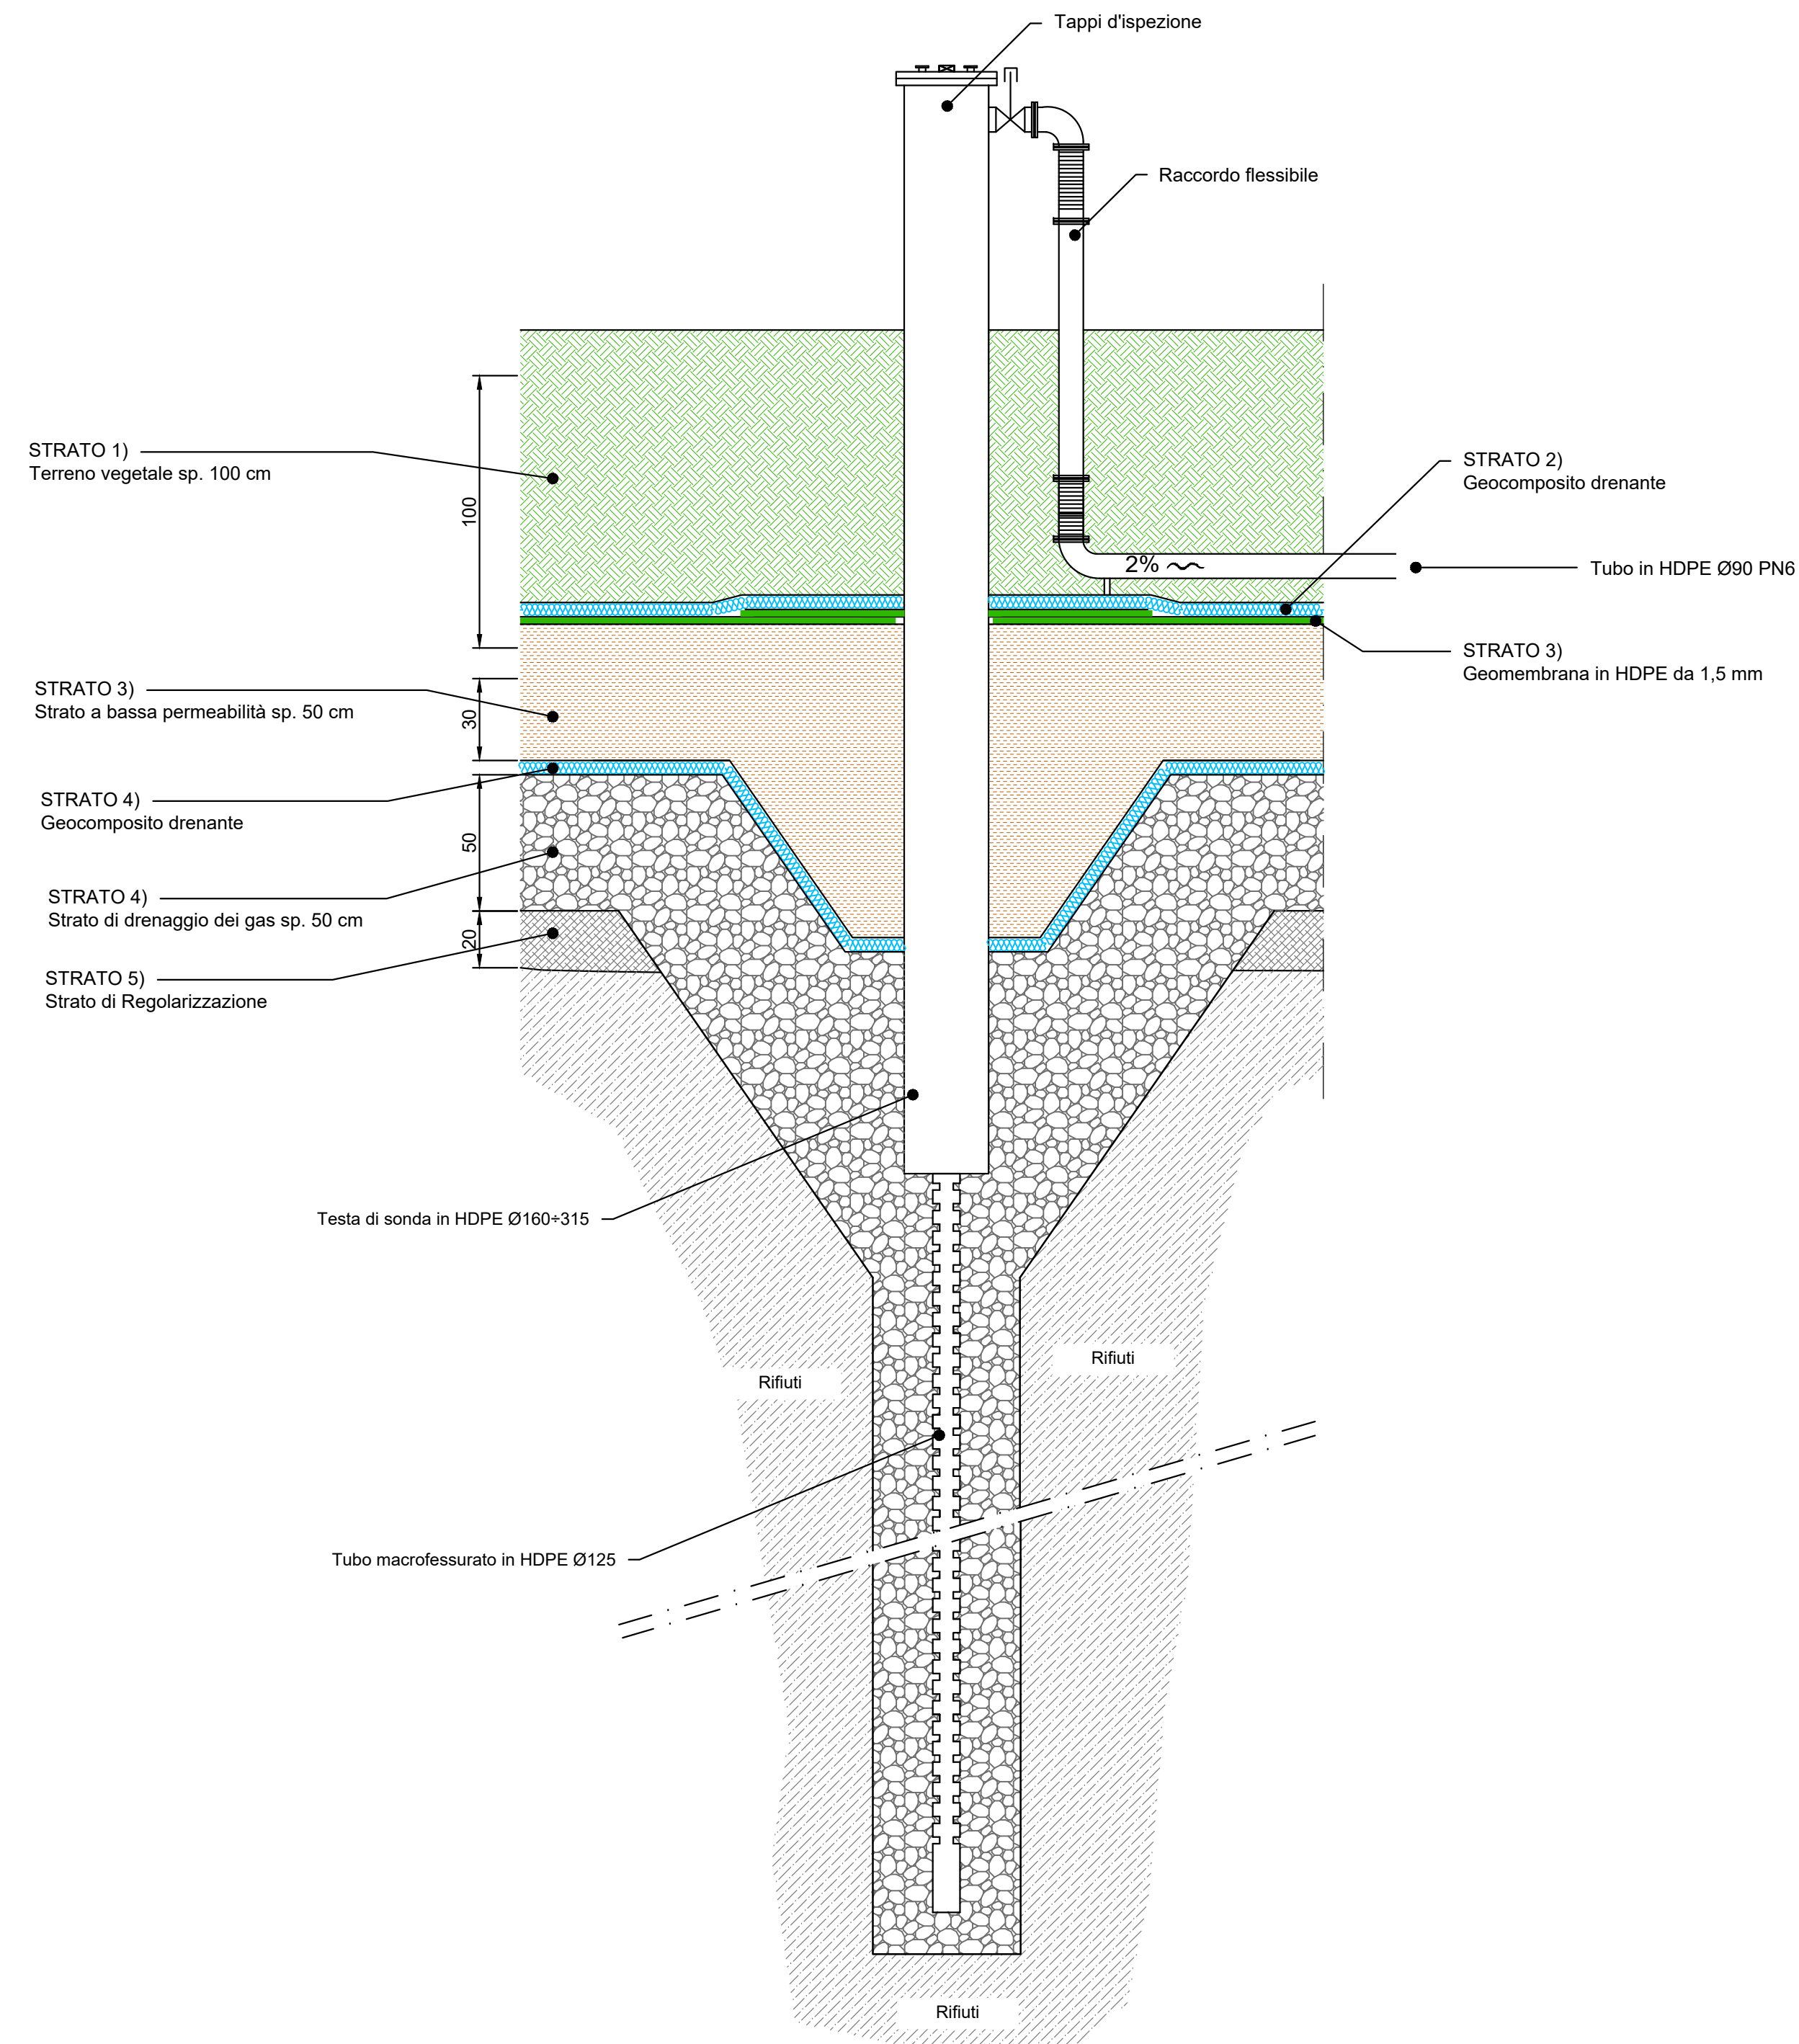 Tappi d'ispezione
Raccordo flessibile
STRATO 1)
Terreno vegetale sp. 100 cm
100
STRATO 2)
Geocomposito drenante
2%
Tubo in HDPE Ø90 PN6
STRATO 3)
Geomembrana in HDPE da 1,5 mm
STRATO 3)
Strato a bassa permeabilità sp. 50 cm
30
STRATO 4)
Geocomposito drenante
50
STRATO 4)
Strato di drenaggio dei gas sp. 50 cm
20
STRATO 5)
Strato di Regolarizzazione
Testa di sonda in HDPE Ø160÷315
Rifiuti
Rifiuti
Tubo macrofessurato in HDPE Ø125
Rifiuti